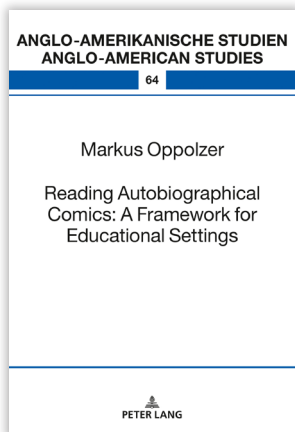 ANGLO-AMERIKANISCHE STUDIEN
ANGLO-AMERICAN STUDIES
64
Markus Oppolzer
Reading Autobiographical
Comics: A Framework for
Educational Settings
PETER LANG